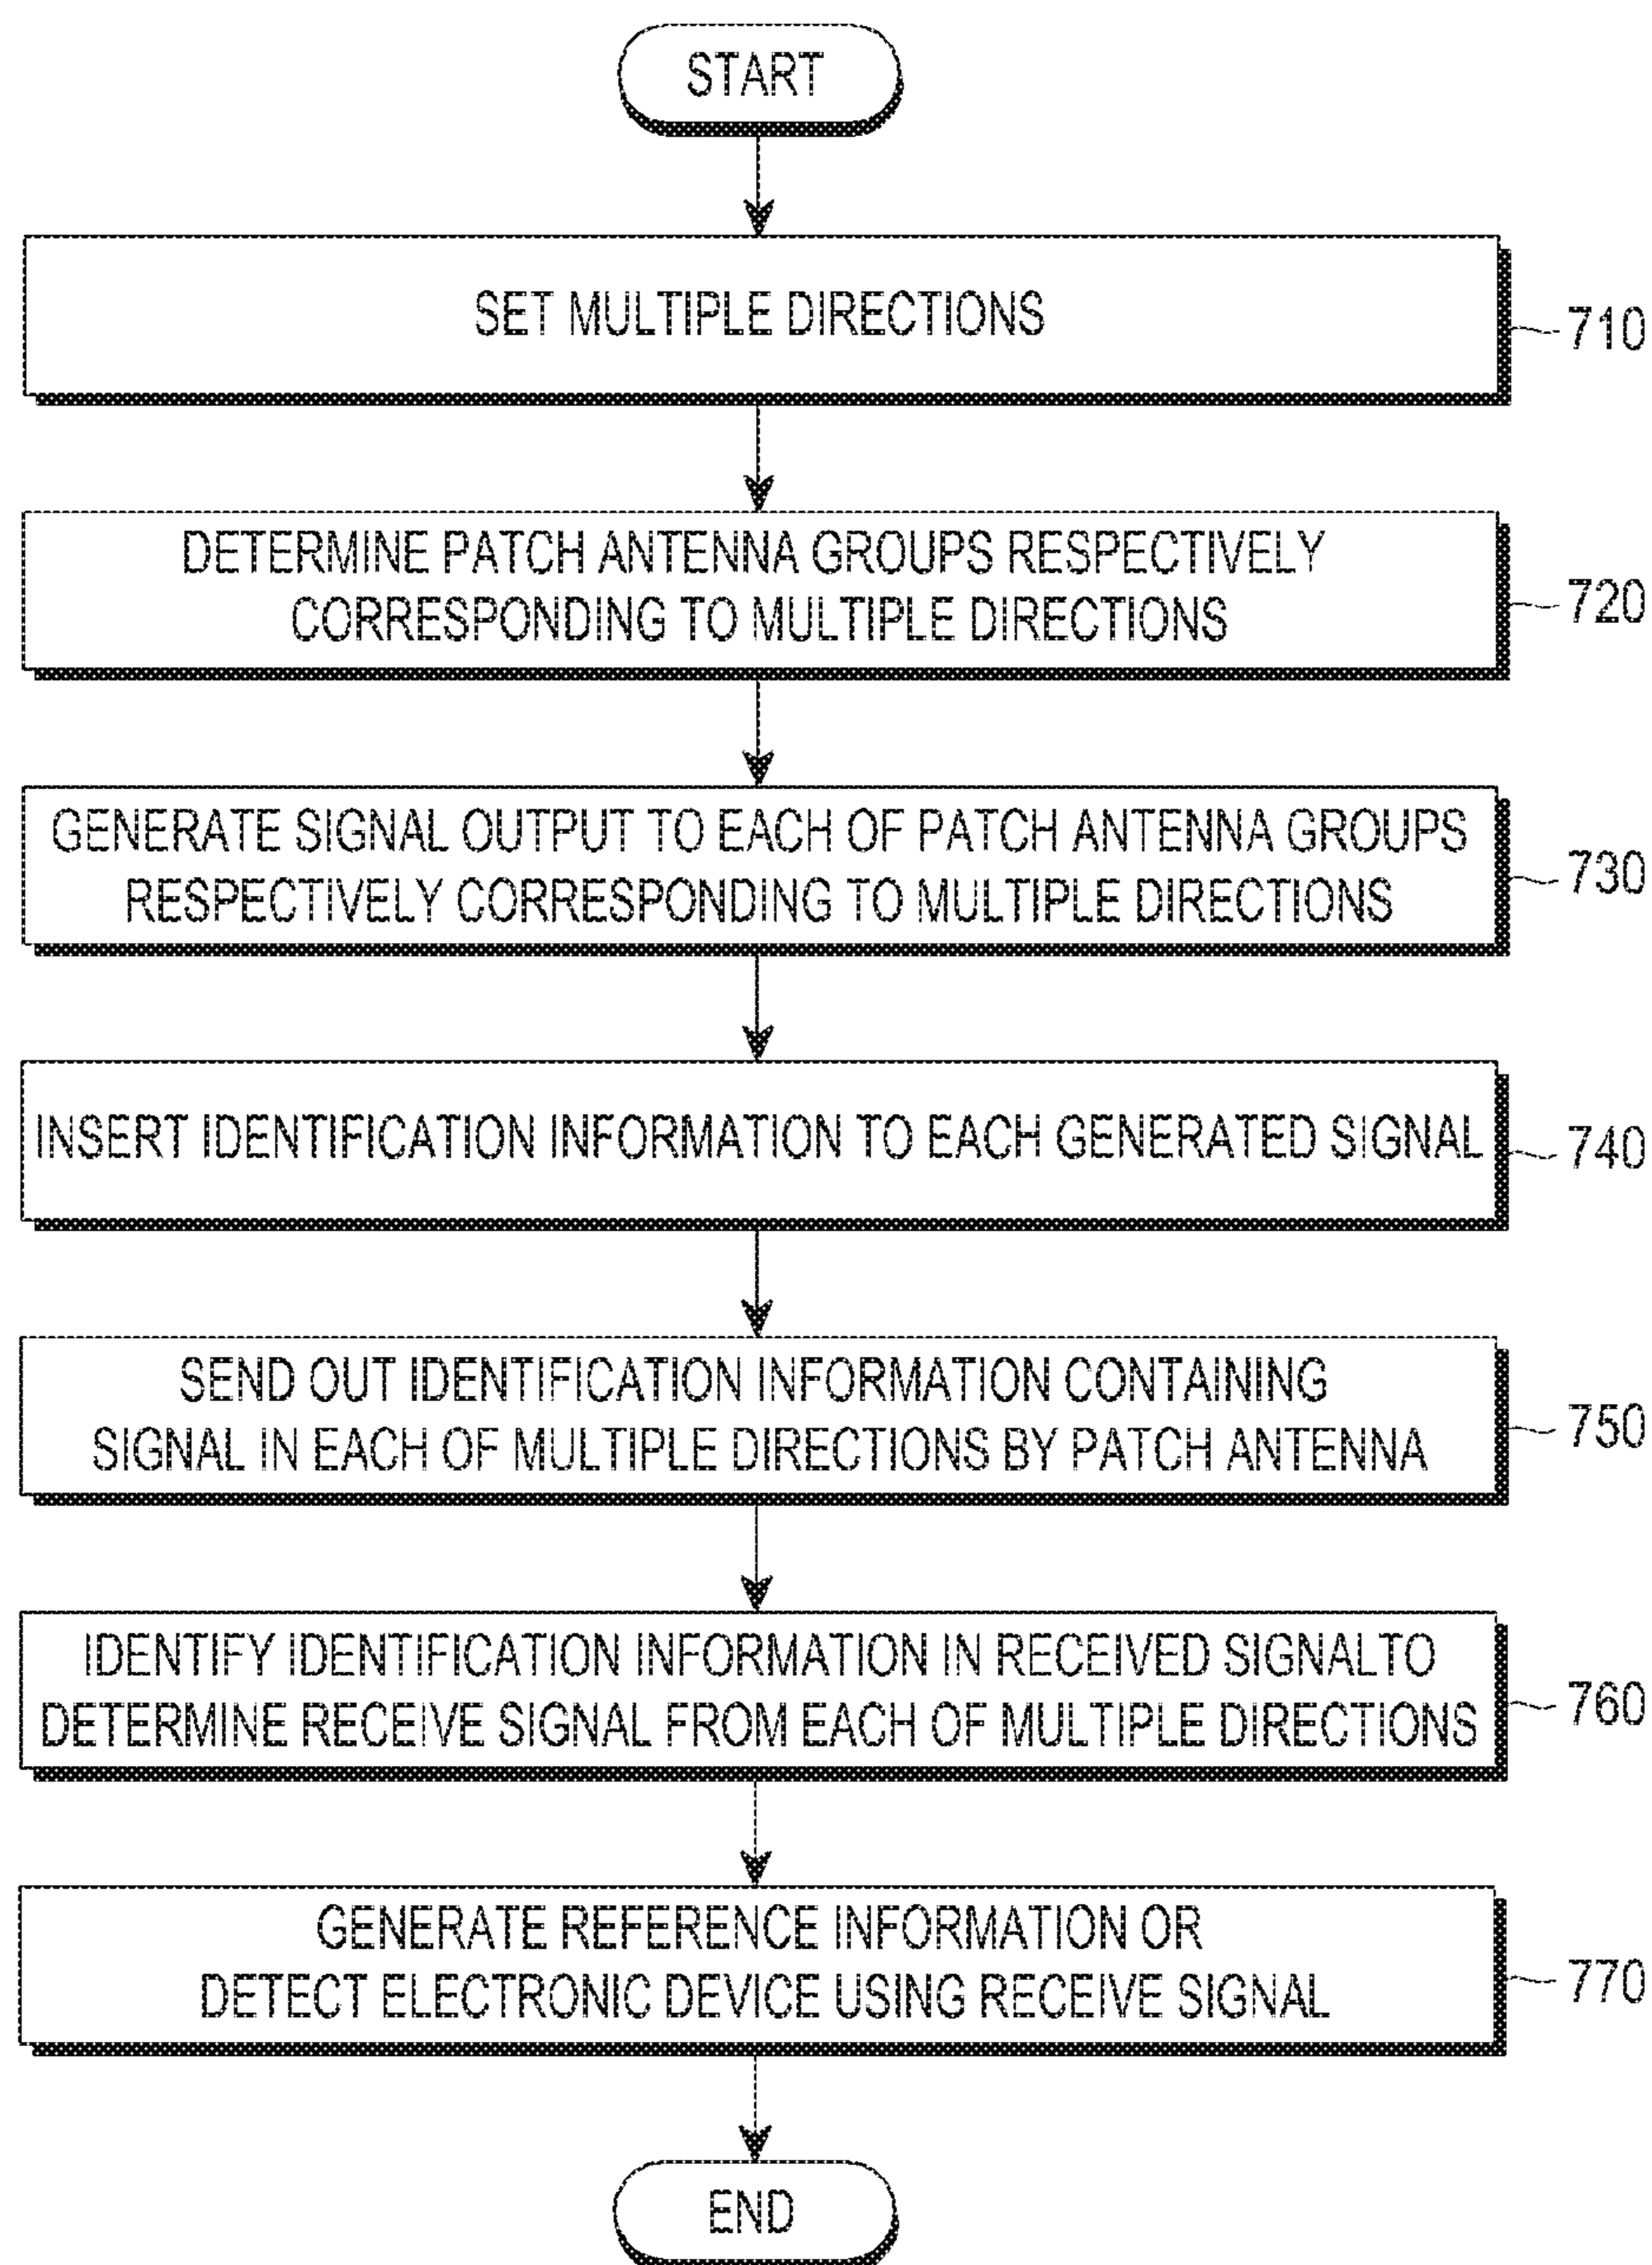 START
SET MULTIPLE DIRECTIONS
710
DETERMINE PATCH ANTENNA GROUPS RESPECTIVELY
CORRESPONDING TO MULTIPLE DIRECTIONS
720
GENERATE SIGNAL OUTPUT TO EACH OF PATCH ANTENNA GROUPS
RESPECTIVELY CORRESPONDING TO MULTIPLE DIRECTIONS
730
INSERT IDENTIFICATION INFORMATION TO EACH GENERATED SIGNAL
740
SEND OUT IDENTIFICATION INFORMATION CONTAINING
SIGNAL IN EACH OF MULTIPLE DIRECTIONS BY PATCH ANTENNA
750
IDENTIFY IDENTIFICATION INFORMATION IN RECEIVED SIGNALTO
DETERMINE RECEIVE SIGNAL FROM EACH OF MULTIPLE DIRECTIONS
760
GENERATE REFERENCE INFORMATION OR
DETECT ELECTRONIC DEVICE USING RECEIVE SIGNAL
770
END